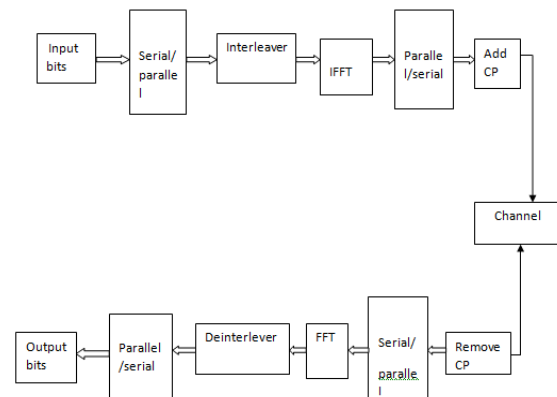 Input
bits
Serial/
paralle
l
Interleaver
IFFT
Paralle
l/serial
Add
CP
Channel
Output
bits
Parallel
/serial
Deinterlever
FFT
Serial/
paralle
l
Remove
CP